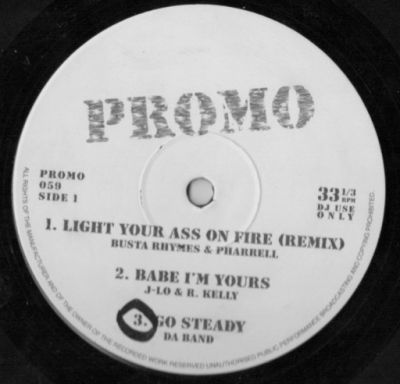 PROMO
PROMO
059
SIDE 1
33 1/3
RPM
DJ USE
ONLY
1. LIGHT YOUR ASS ON FIRE (REMIX)
BUSTA RHYMES & PHARRELL
2. BABE I'M YOURS
J-LO & R. KELLY
3. GO STEADY
DA BAND
ALL RIGHTS OF THE MANUFACTURER AND OF THE OWNER OF THE RECORDED WORK RESERVED UNAUTHORISED PUBLIC PERFORMANCE BROADCASTING AND COPYING PROHIBITED.